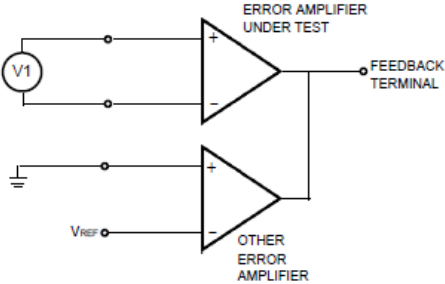 ERROR AMPLIFIER
UNDER TEST
+
V1
FEEDBACK
TERMINAL
−
+
VREF
−
OTHER
ERROR
AMPLIFIER